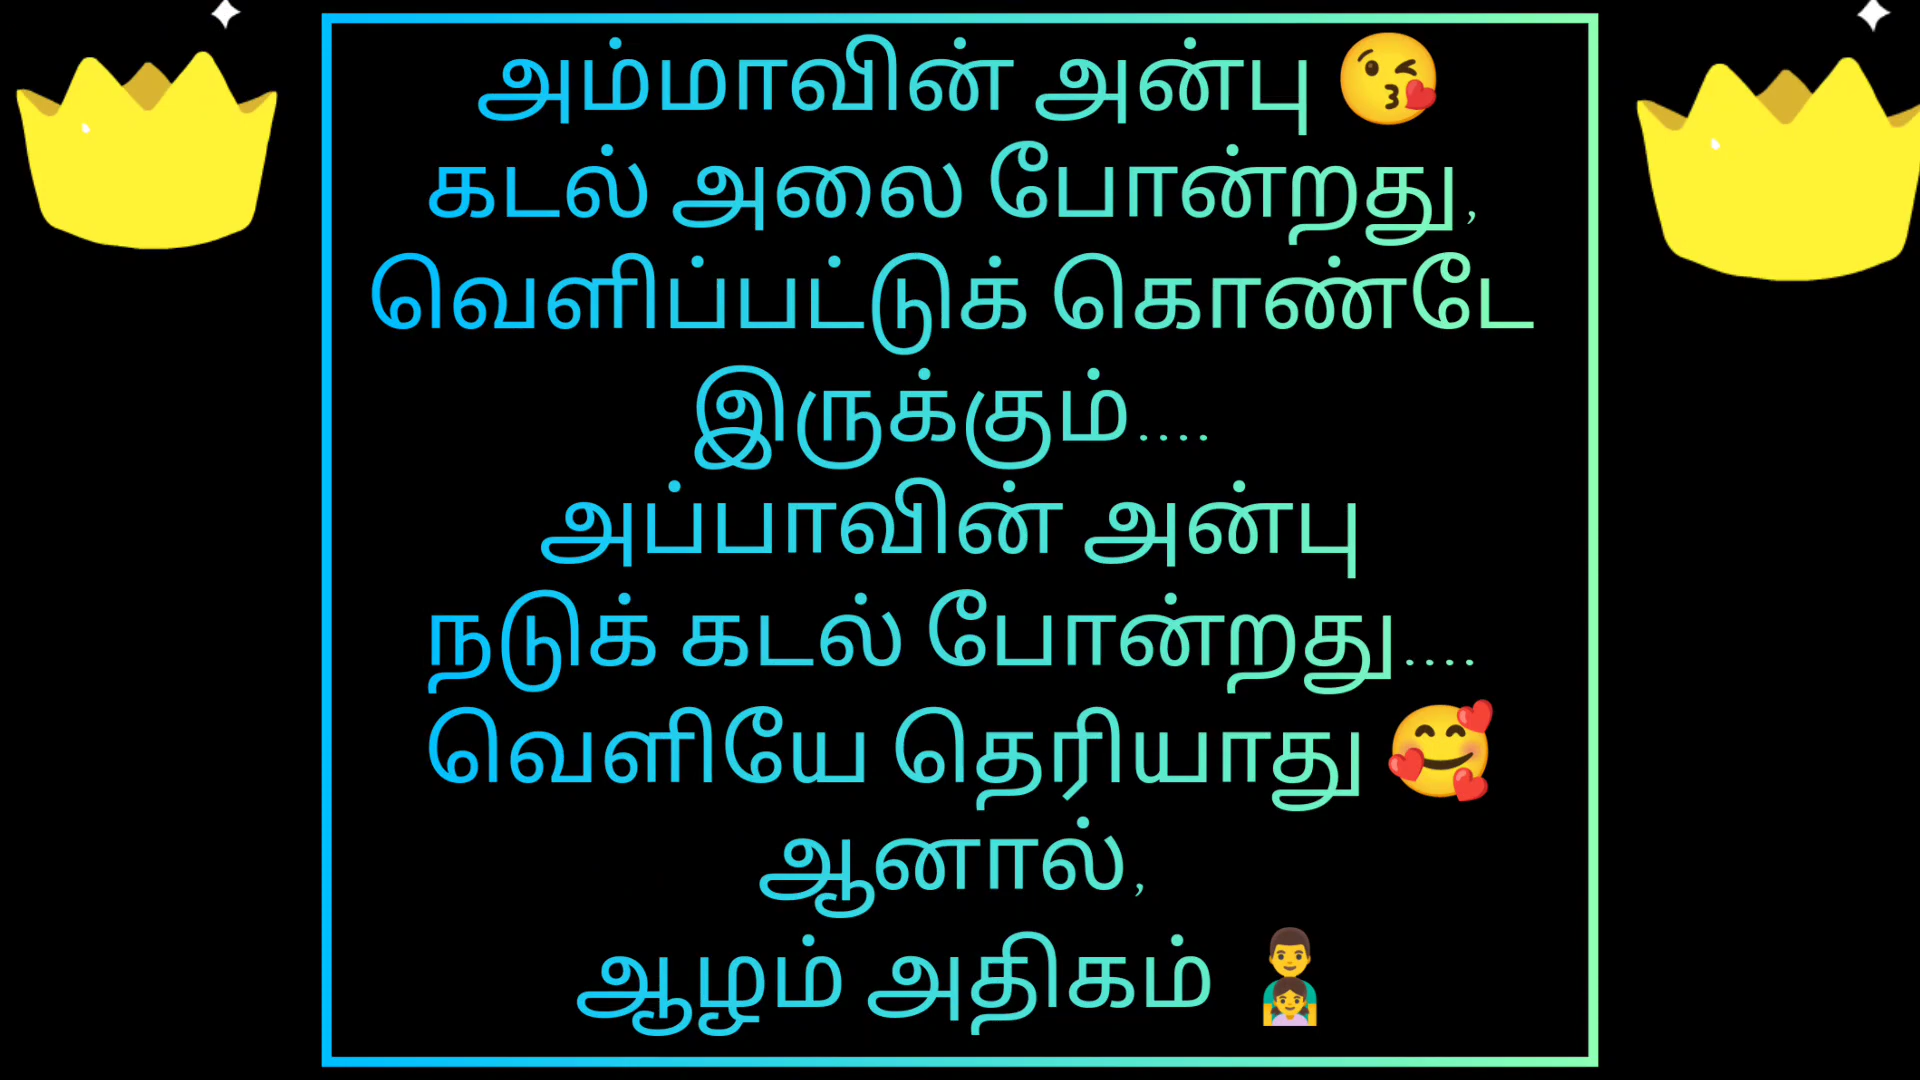 அம்மாவின் அன்பு 😘
கடல் அலை போன்றது,
வெளிப்பட்டுக் கொண்டே
இருக்கும்....
அப்பாவின் அன்பு
நடுக் கடல் போன்றது....
வெளியே தெரியாது 🥰
ஆனால்,
ஆழம் அதிகம் 👨‍👧